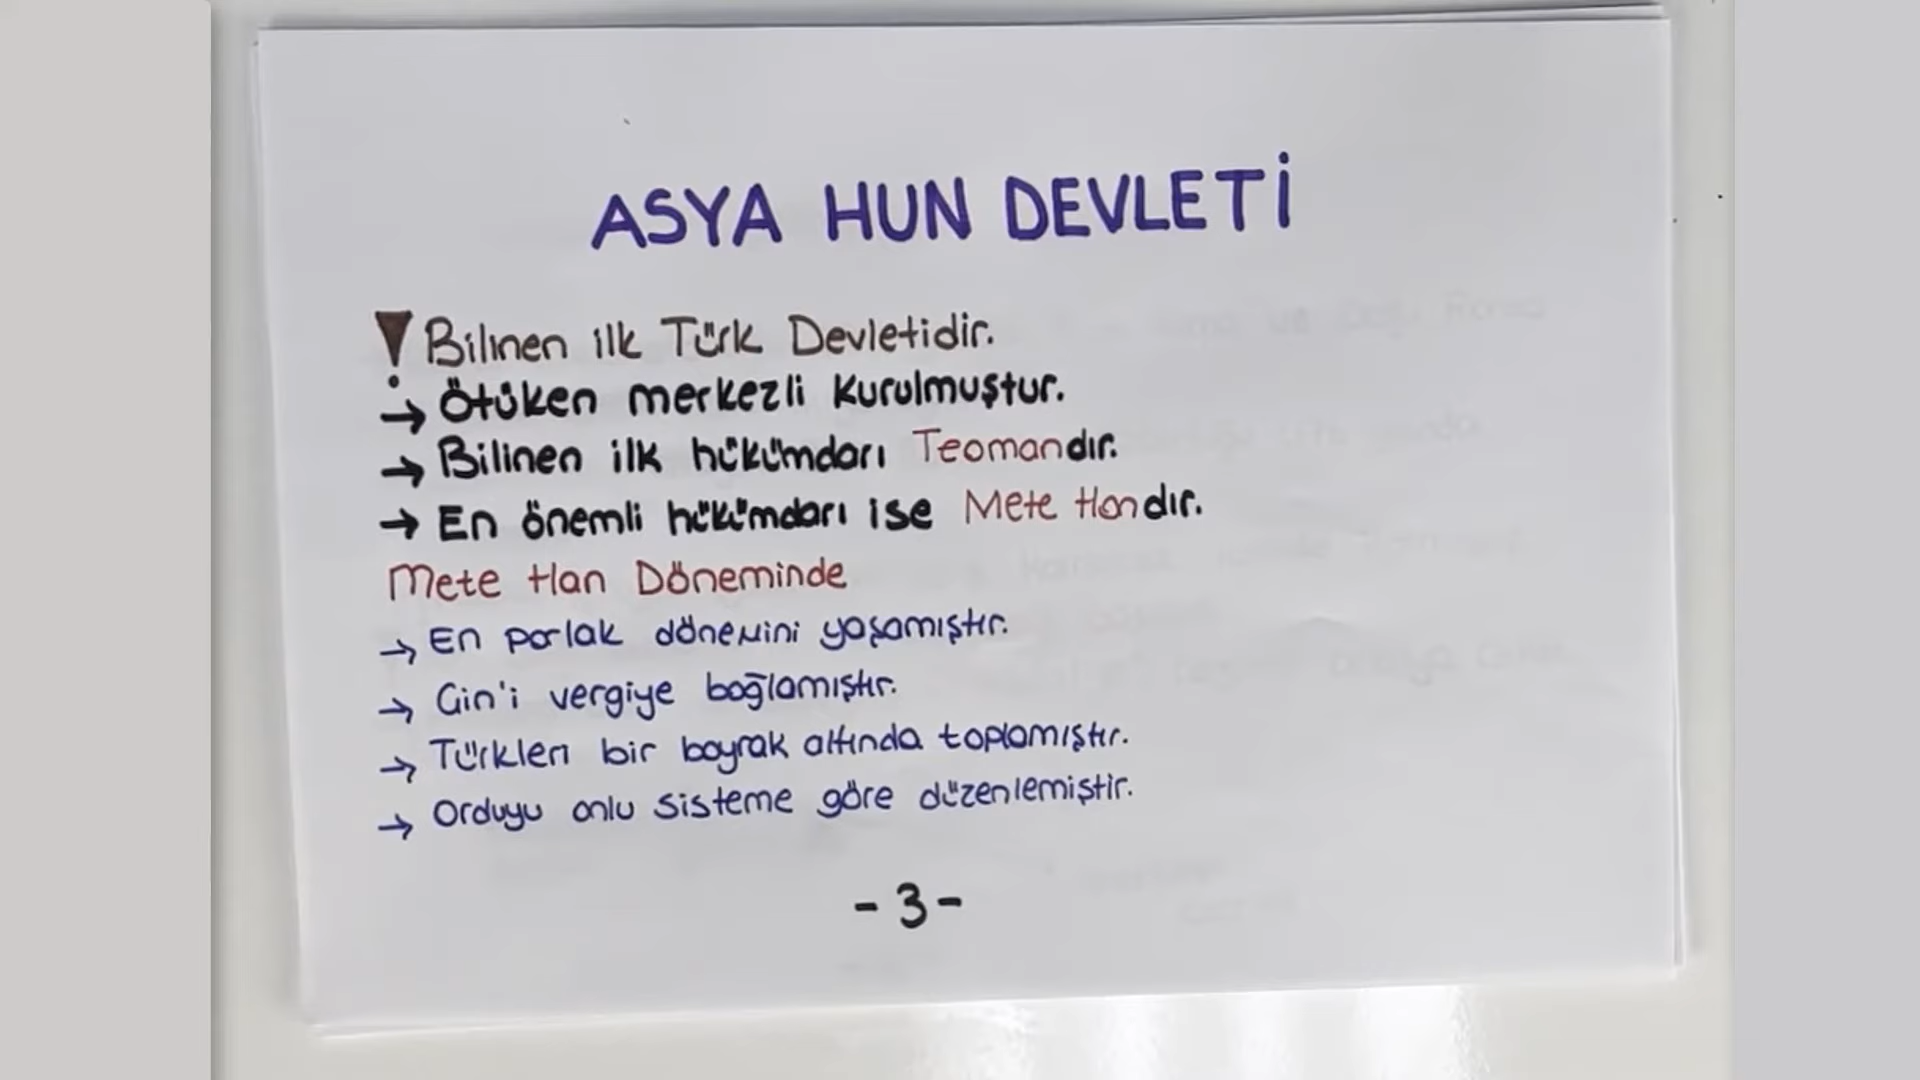 ASYA HUN DEVLETİ
! Bilinen ilk Türk Devletidir.
→ Ötüken merkezli kurulmuştur.
→ Bilinen ilk hükümdarı Teomandır.
→ En önemli hükümdarı ise Mete Handır.
Mete Han Döneminde
→ En parlak dönemini yaşamıştır.
→ Çin'i vergiye bağlamıştır.
→ Türkleri bir bayrak altında toplamıştır.
→ Orduyu onlu sisteme göre düzenlemiştir.
-3-